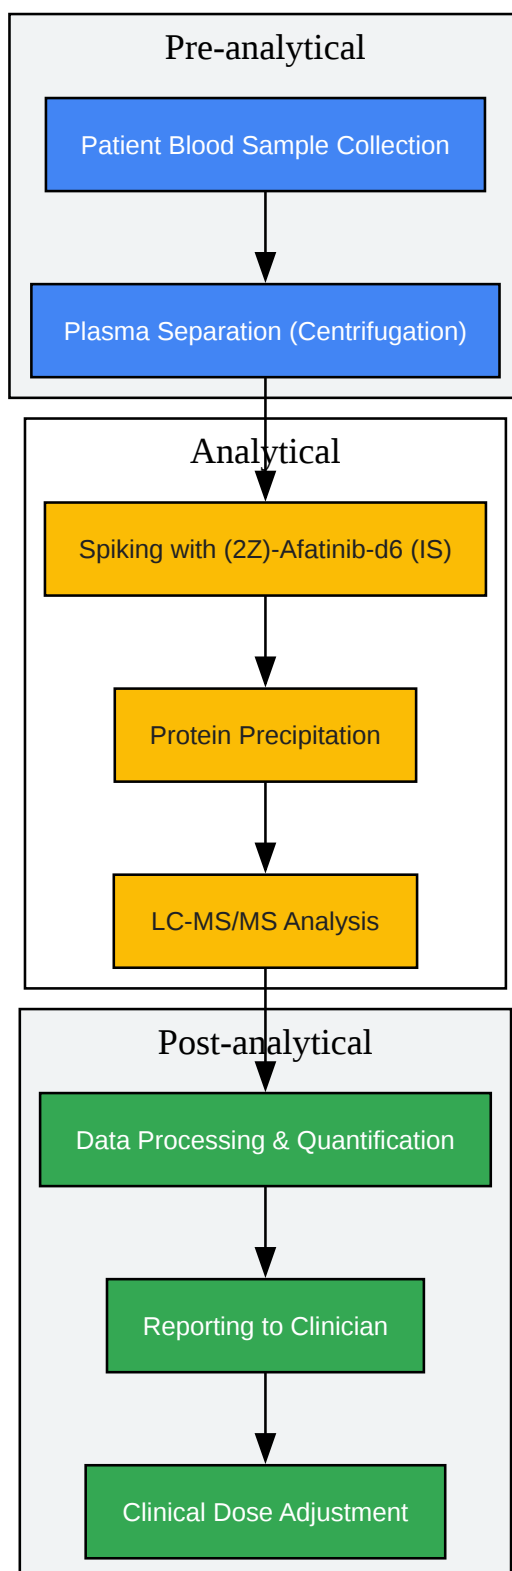 Pre-analytical
Patient Blood Sample Collection
Plasma Separation (Centrifugation)
Analytical
Spiking with (2Z)-Afatinib-d6 (IS)
Protein Precipitation
LC-MS/MS Analysis
Post-analytical
Data Processing & Quantification
Reporting to Clinician
Clinical Dose Adjustment